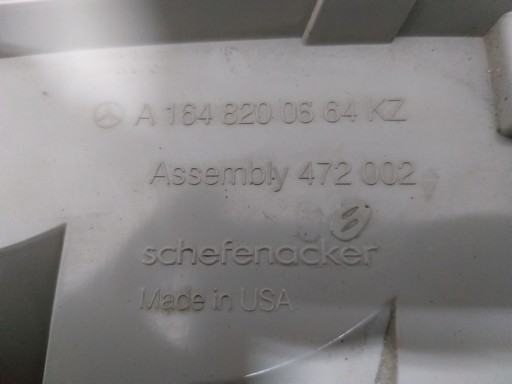 A 164 820 06 64 KZ
Assembly 472 002
schefenacker
Made in USA